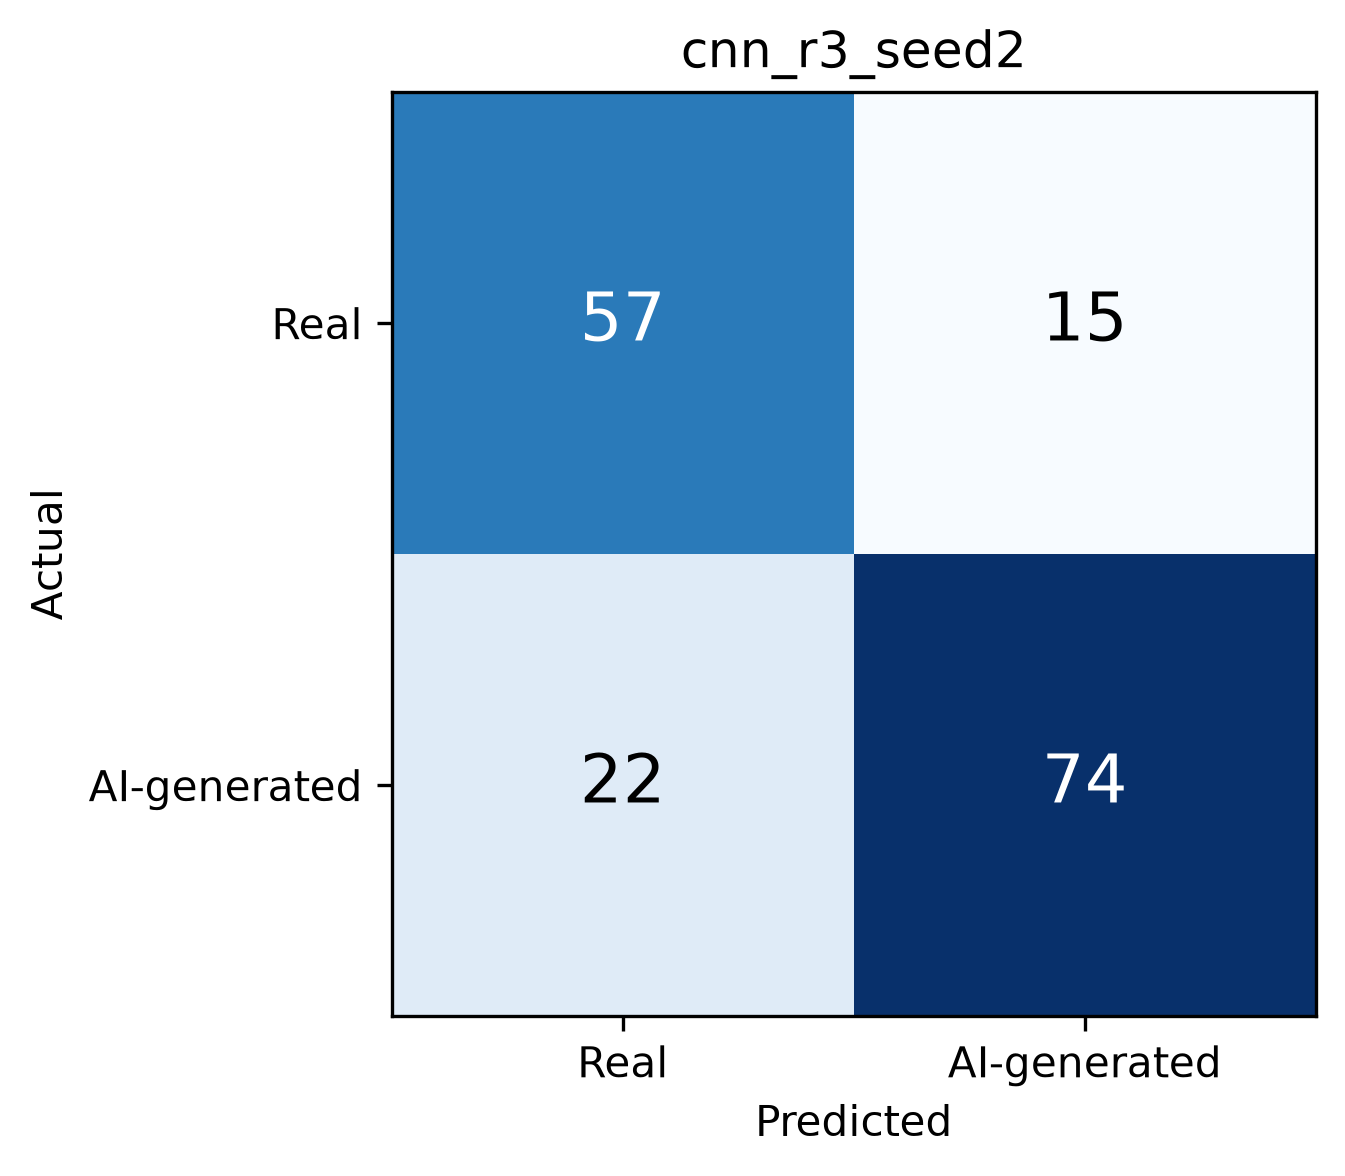 cnn_r3_seed2
57 15
Real
Actual
22 74
AI-generated
Real AI-generated
Predicted